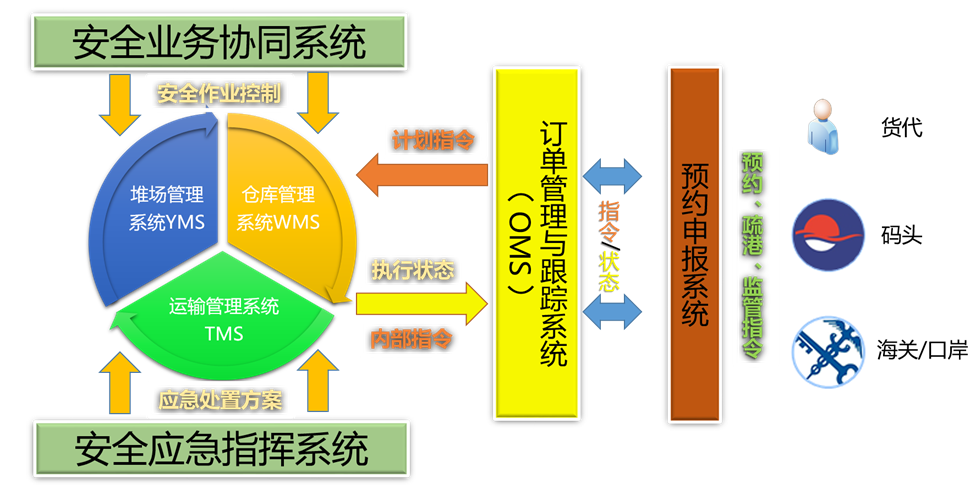 安全业务协同系统
安全作业控制
堆场管理
系统YMS
仓库管理
系统WMS
运输管理系统
TMS
应急处置方案
安全应急指挥系统
计划指令
执行状态
内部指令
订单管理与跟踪系统
（OMS）
指令/状态
预约申报系统
预约、疏港、监管指令
货代
码头
海关/口岸